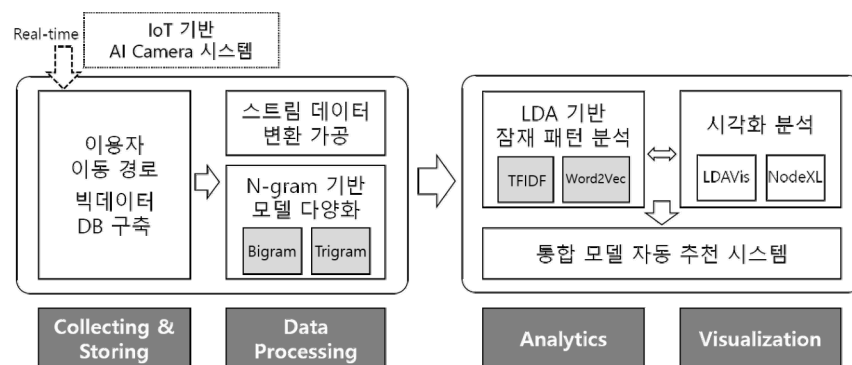 IoT 기반
AI Camera 시스템
Real-time
이용자
이동 경로
빅데이터
DB 구축
스트림 데이터
변환 가공
N-gram 기반
모델 다양화
Bigram
Trigram
LDA 기반
잠재 패턴 분석
TFIDF
Word2Vec
시각화 분석
LDAVis
NodeXL
통합 모델 자동 추천 시스템
Collecting &
Storing
Data
Processing
Analytics
Visualization